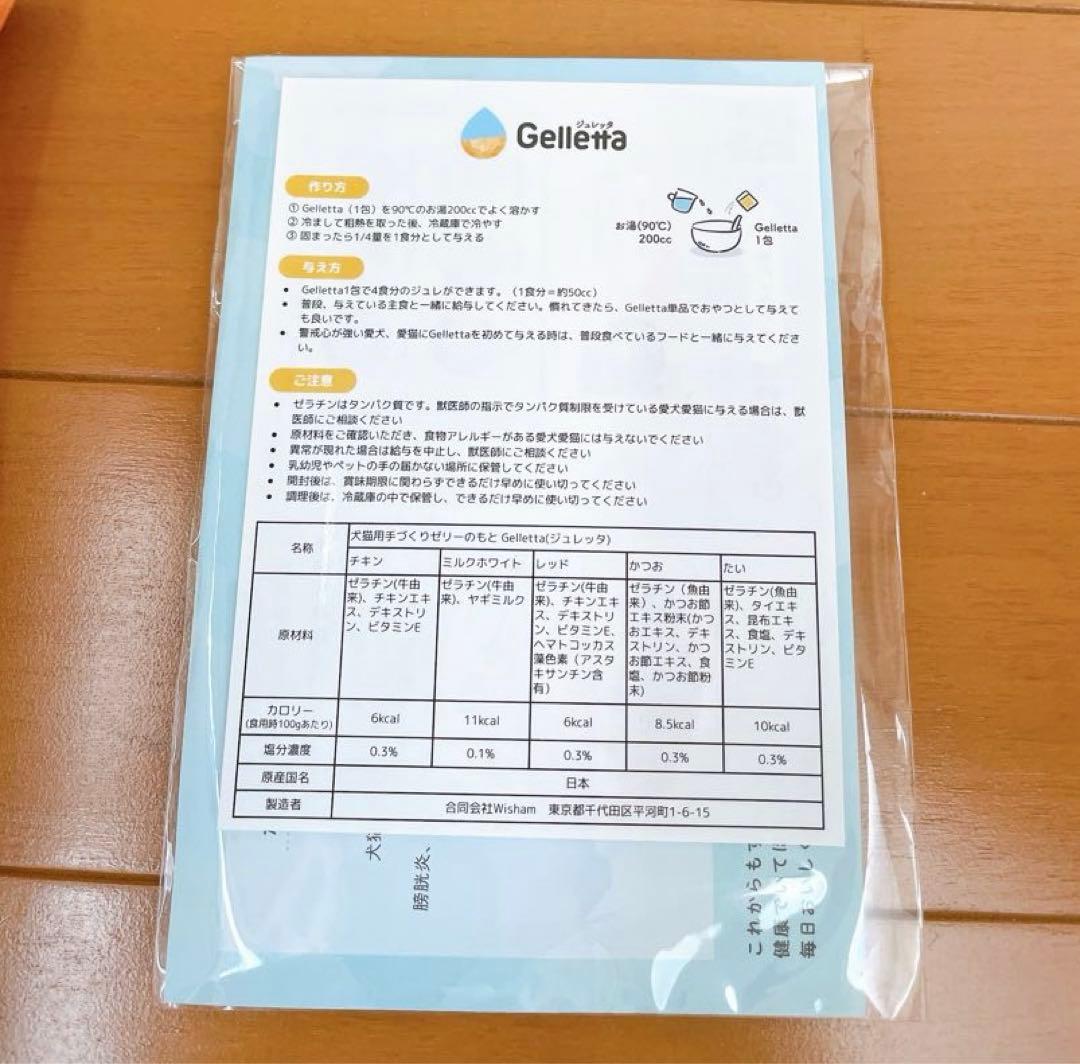 ジュレッタ
Gelletta
作り方
① Gelletta（1包）を90℃のお湯200ccでよく溶かす
② 冷まして粗熱を取った後、冷蔵庫で冷やす
③ 固まったら1/4量を1食分として与える
お湯(90℃)
200cc
Gelletta
1包
与え方
• Gelletta1包で4食分のジュレができます。（1食分＝約50cc）
• 普段、与えている主食と一緒に給与してください。慣れてきたら、Gelletta単品でおやつとして与えて
も良いです。
• 警戒心が強い愛犬、愛猫にGellettaを初めて与える時は、普段食べているフードと一緒に与えてくださ
い。
ご注意
• ゼラチンはタンパク質です。獣医師の指示でタンパク質制限を受けている愛犬愛猫に与える場合は、獣
医師にご相談ください
• 原材料をご確認いただき、食物アレルギーがある愛犬愛猫には与えないでください
• 異常が現れた場合は給与を中止し、獣医師にご相談ください
• 乳幼児やペットの手の届かない場所に保管してください
• 開封後は、賞味期限に関わらずできるだけ早めに使い切ってください
• 調理後は、冷蔵庫の中で保管し、できるだけ早めに使い切ってください
名称
犬猫用手づくりゼリーのもと Gelletta(ジュレッタ)
チキン
ミルクホワイト
レッド
かつお
たい
原材料
ゼラチン(牛由
来)、チキンエキ
ス、デキストリ
ン、ビタミンE
ゼラチン(牛由
来)、ヤギミルク
ゼラチン(牛由
来)、チキンエキ
ス、デキストリ
ン、ビタミンE、
ヘマトコッカス
藻色素（アスタ
キサンチン含
有)
ゼラチン（魚由
来）、かつお節
エキス粉末(かつ
おエキス、デキ
ストリン、かつ
お節エキス、食
塩、かつお節粉
末)
ゼラチン(魚由
来)、タイエキ
ス、昆布エキ
ス、食塩、デキ
ストリン、ビタ
ミンE
カロリー
(食用時100gあたり)
6kcal
11kcal
6kcal
8.5kcal
10kcal
塩分濃度
0.3%
0.1%
0.3%
0.3%
0.3%
原産国名
日本
製造者
合同会社Wisham 東京都千代田区平河町1-6-15
膀胱炎、
これからも
健康で
毎日お